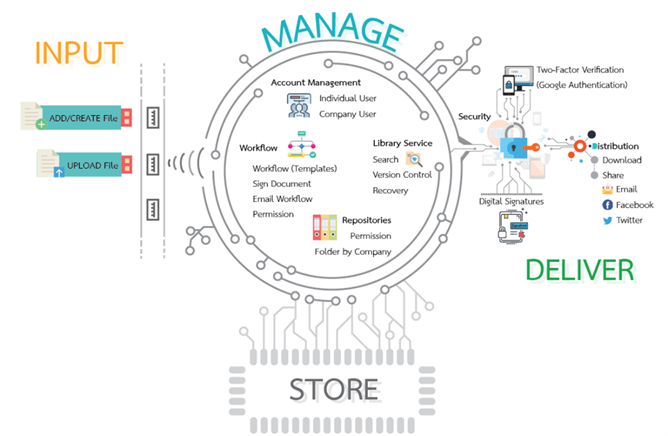 INPUT
MANAGE
ADD/CREATE File
UPLOAD File
Account Management
Individual User
Company User
Workflow
Workflow (Templates)
Sign Document
Email Workflow
Permission
Library Service
Search
Version Control
Recovery
Repositories
Permission
Folder by Company
Two-Factor Verification
(Google Authentication)
Security
Digital Signatures
Distribution
Download
Share
Email
Facebook
Twitter
DELIVER
STORE